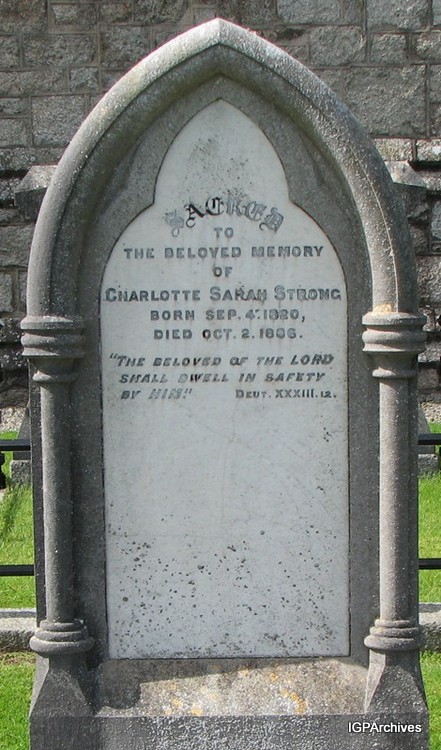 SACRED
TO
THE BELOVED MEMORY
OF
CHARLOTTE SARAH STRONG
BORN SEP. 4. 1820,
DIED OCT. 2. 1886.
"THE BELOVED OF THE LORD
SHALL DWELL IN SAFETY
BY HIM." DEUT. XXXIII. 12.
IGPArchives